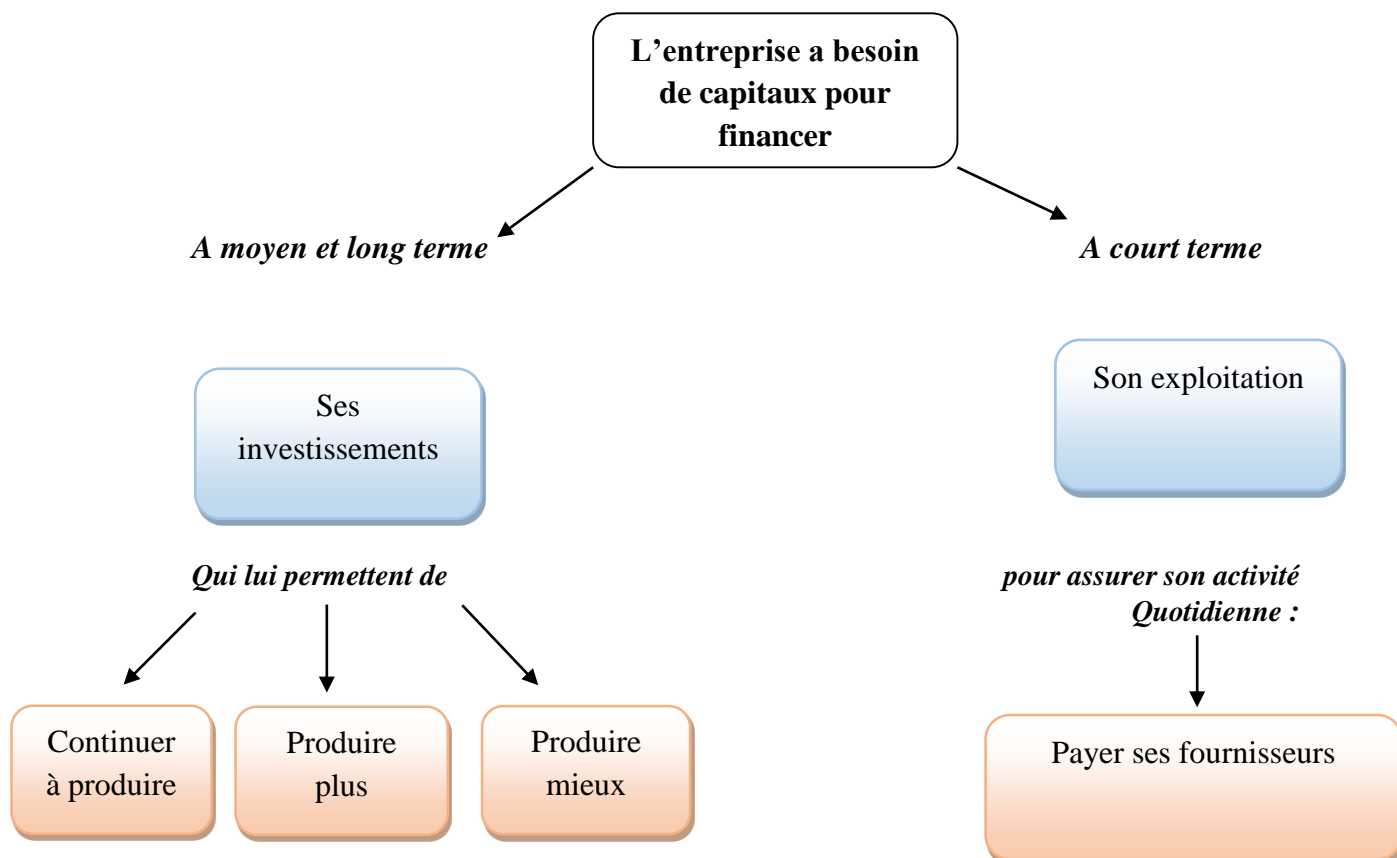 L’entreprise a besoin
de capitaux pour
financer
A moyen et long terme
A court terme
Ses
investissements
Son exploitation
Qui lui permettent de
pour assurer son activité
Quotidienne :
Continuer
à produire
Produire
plus
Produire
mieux
Payer ses fournisseurs